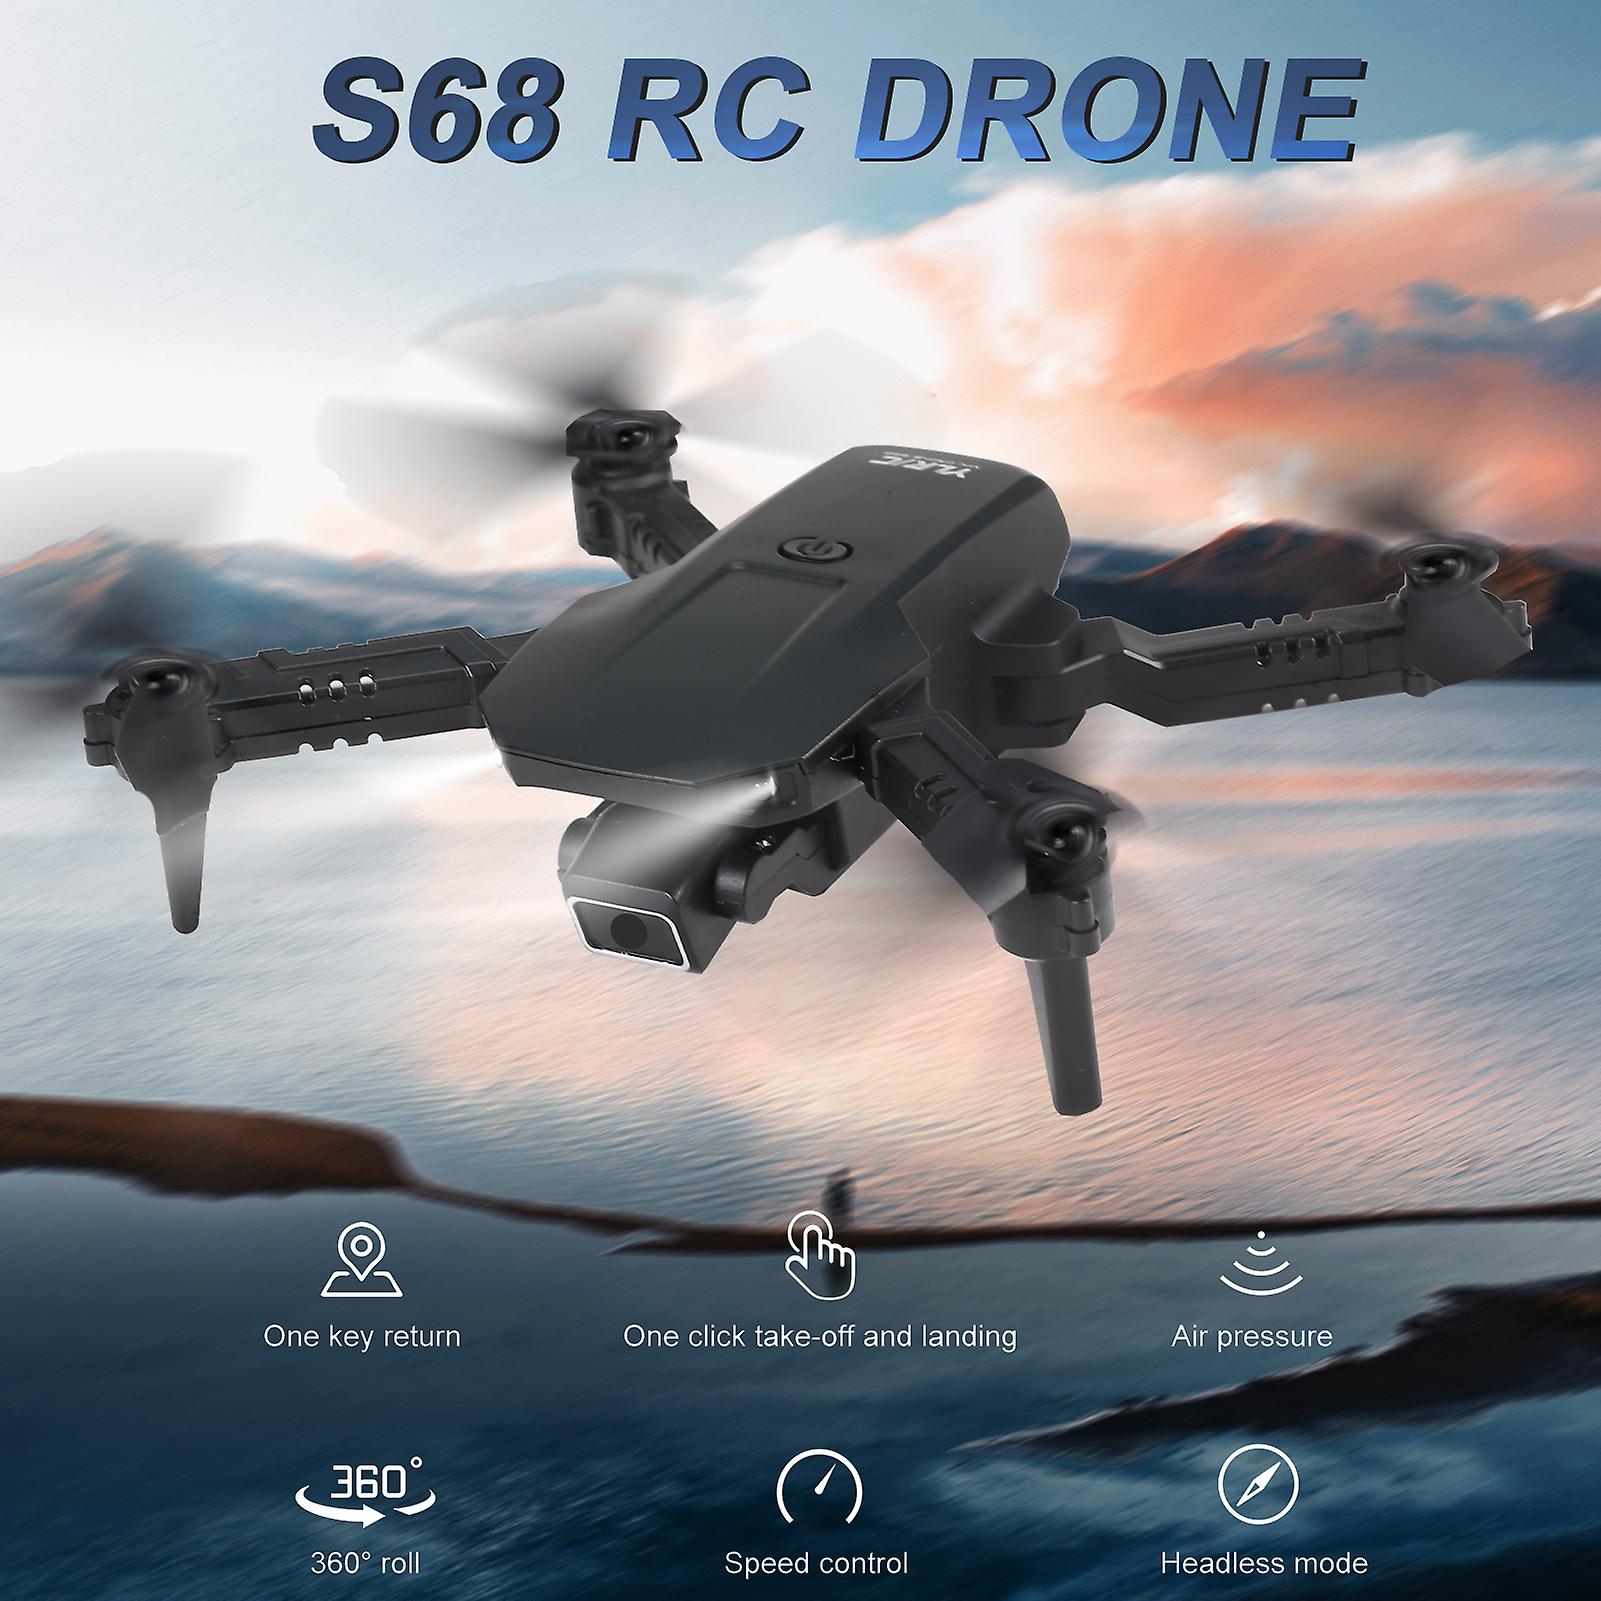 S68 RC DRONE
YLR/C
One key return
One click take-off and landing
Air pressure
360°
360° roll
Speed control
Headless mode